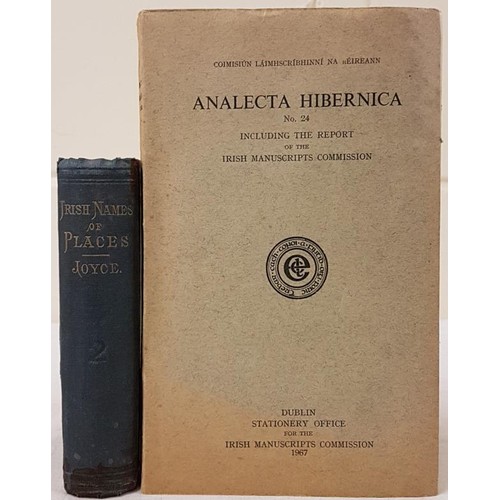 IRISH NAMES
OF
PLACES
JOYCE.
2
COIMISIÚN LÁIMHSCRÍBHINNÍ NA hÉIREANN
ANALECTA HIBERNICA
No. 24
INCLUDING THE REPORT
OF THE
IRISH MANUSCRIPTS COMMISSION
DUBLIN
STATIONERY OFFICE
FOR THE
IRISH MANUSCRIPTS COMMISSION
1967